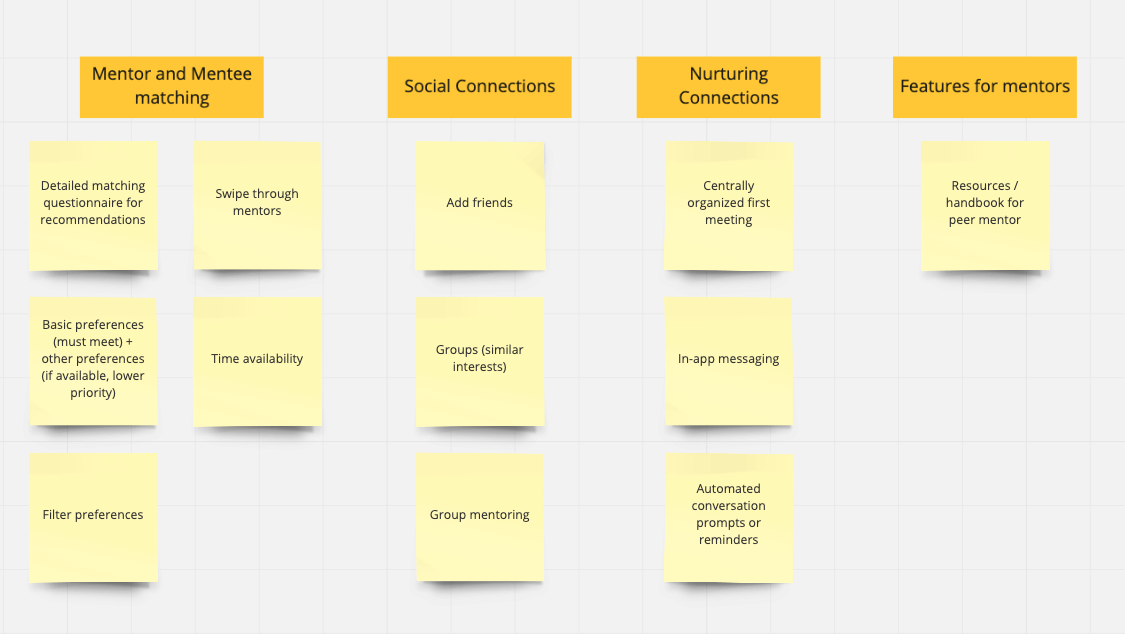 Mentor and Mentee
matching
Social Connections
Nurturing
Connections
Features for mentors
Detailed matching
questionnaire for
recommendations
Swipe through
mentors
Add friends
Centrally
organized first
meeting
Resources /
handbook for
peer mentor
Basic preferences
(must meet) +
other preferences
(if available, lower
priority)
Time availability
Groups (similar
interests)
In-app messaging
Filter preferences
Group mentoring
Automated
conversation
prompts or
reminders